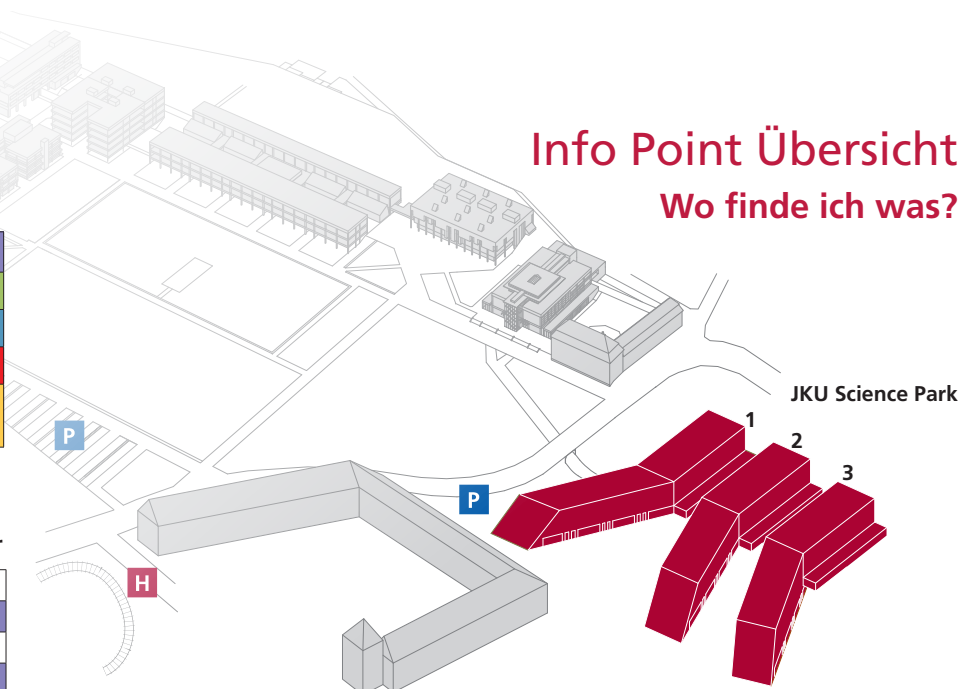 Info Point Übersicht
Wo finde ich was?
JKU Science Park
1
2
3
P
P
H